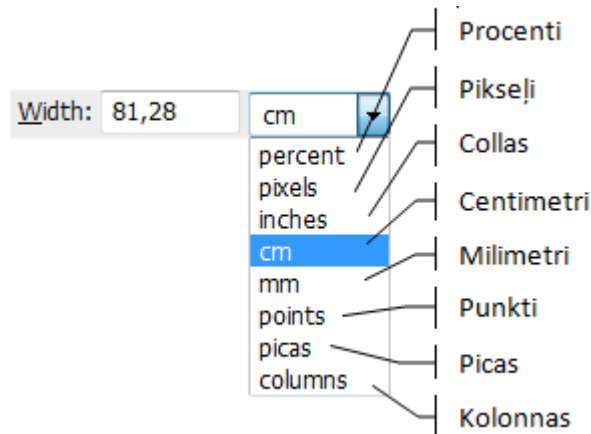 Procenti
Pikseļi
Width: 81,28 cm
Collas
percent
pixels
inches
cm
mm
points
picas
columns
Centimetri
Milimetri
Punkti
Picas
Kolonnas